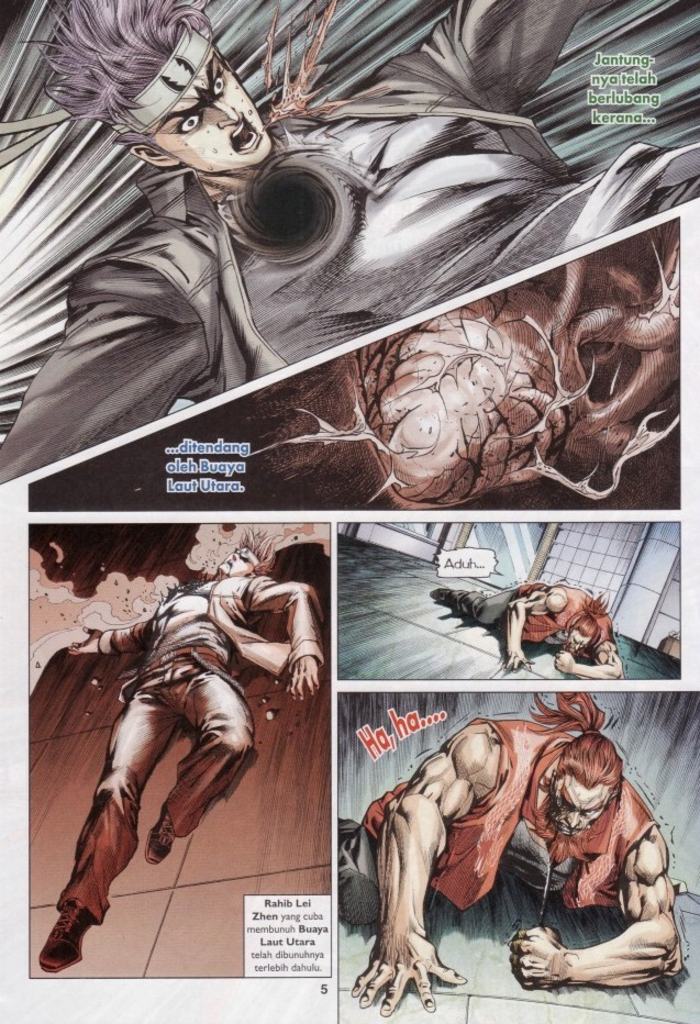 Jantung-
nya telah
berlubang
kerana...
...ditendang
oleh Buaya
Laut Utara.
Aduh...
Ha, ha....
Rahib Lei
Zhen yang cuba
membunuh Buaya
Laut Utara
telah dibunuhnya
terlebih dahulu.
5